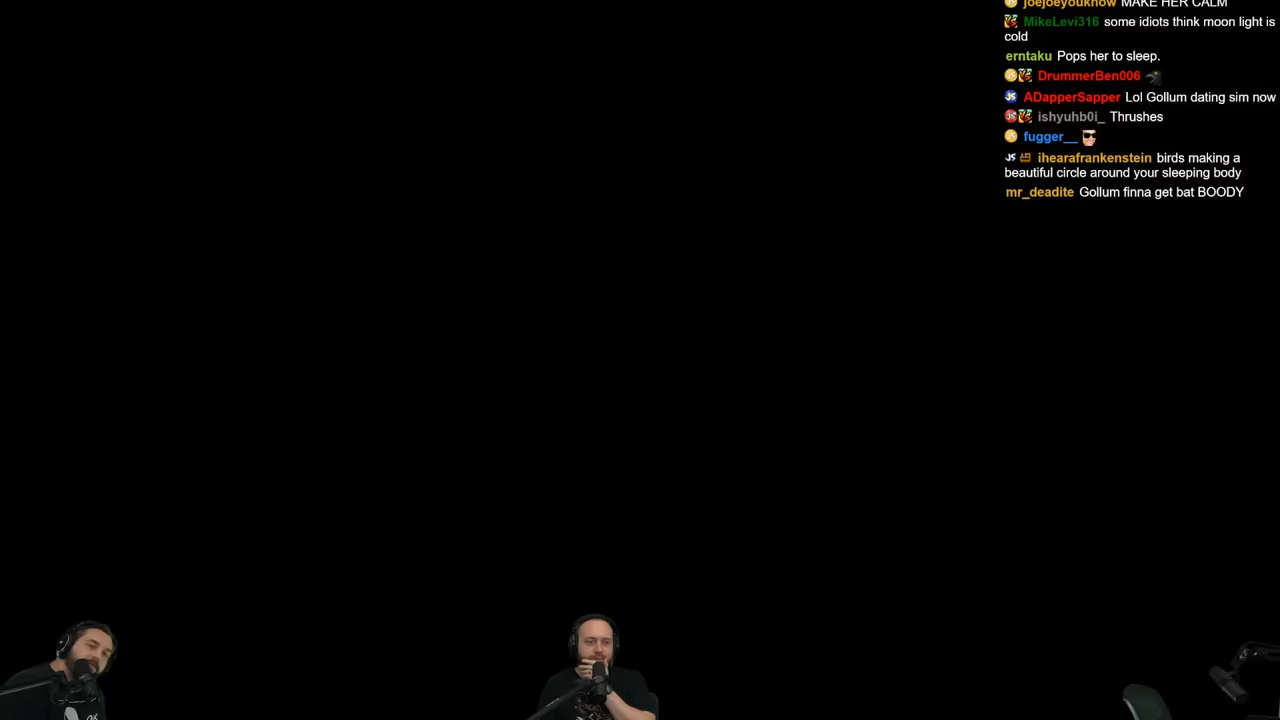 joejoeyouknow MAKE HER CALM
MikeLevi316 some idiots think moon light is
cold
erntaku Pops her to sleep.
DrummerBen006
ADapperSapper Lol Gollum dating sim now
ishyuhb0i_ Thrushes
fugger__
ihearafrankenstein birds making a
beautiful circle around your sleeping body
mr_deadite Gollum finna get bat BOODY